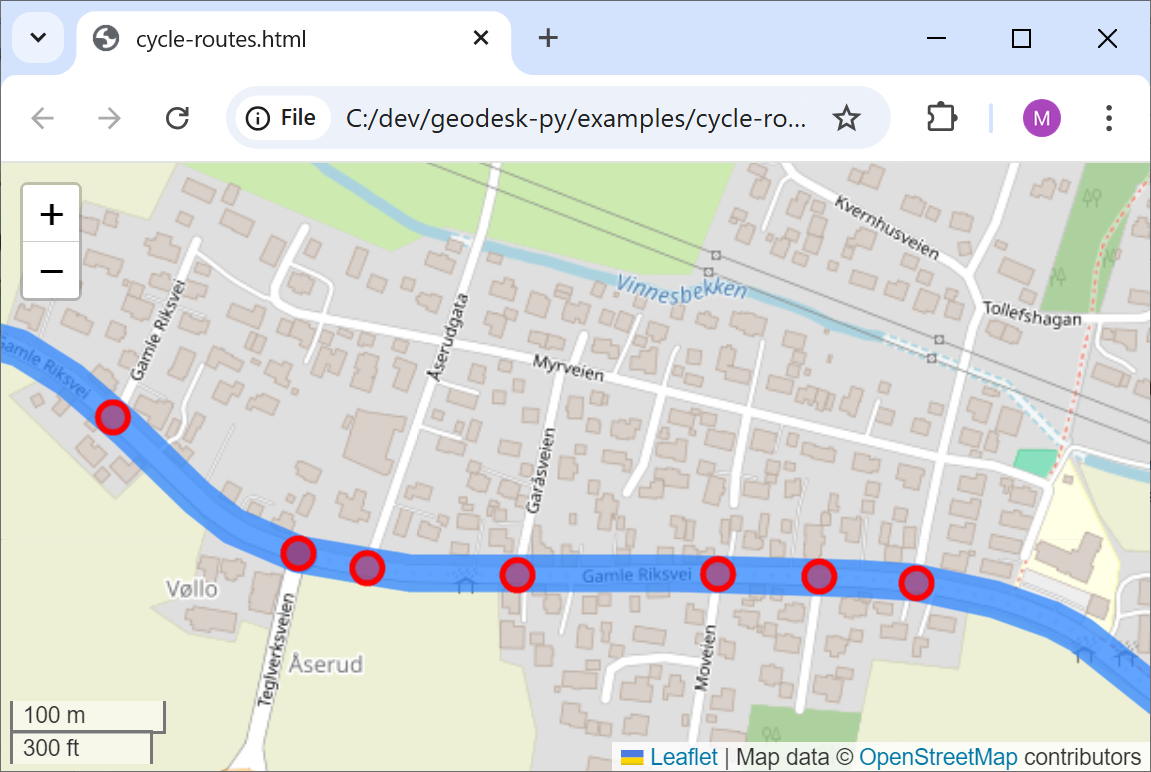 cycle-routes.html
File
C:/dev/geodesk-py/examples/cycle-ro...
M
+
−
Kvernhusveien
Vinnesbekken
Tollefshagan
Gamle Riksvei
Åserudgata
Gamle Riksvei
Myrveien
Garåsveien
Gamle Riksvei
Vøllo
Teglverksveien
Moveien
Åserud
100 m
300 ft
Leaflet | Map data © OpenStreetMap contributors